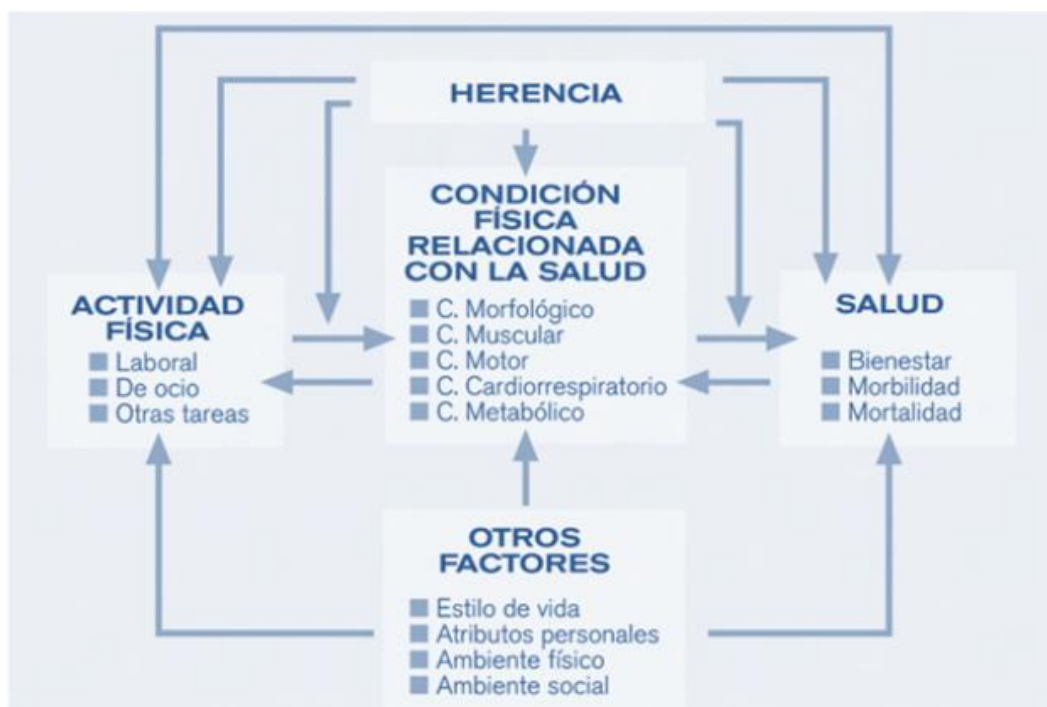 HERENCIA
CONDICIÓN
FÍSICA
RELACIONADA
CON LA SALUD
C. Morfológico
C. Muscular
C. Motor
C. Cardiorrespiratorio
C. Metabólico
ACTIVIDAD
FÍSICA
Laboral
De ocio
Otras tareas
SALUD
Bienestar
Morbilidad
Mortalidad
OTROS
FACTORES
Estilo de vida
Atributos personales
Ambiente físico
Ambiente social